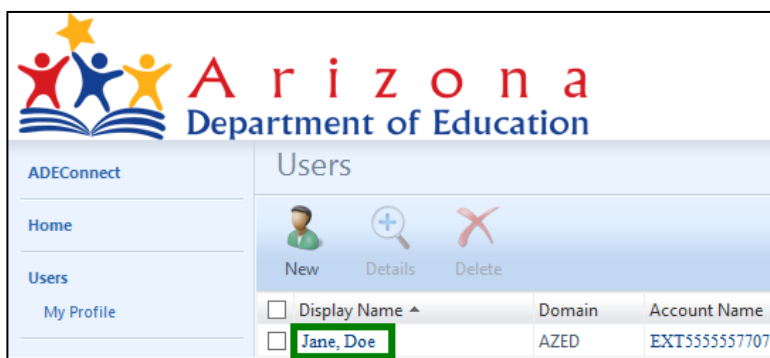 Arizona
Department of Education
ADEConnect
Users
Home
New Details Delete
Users
My Profile
Display Name Domain Account Name
Jane, Doe AZED EXT5555557707